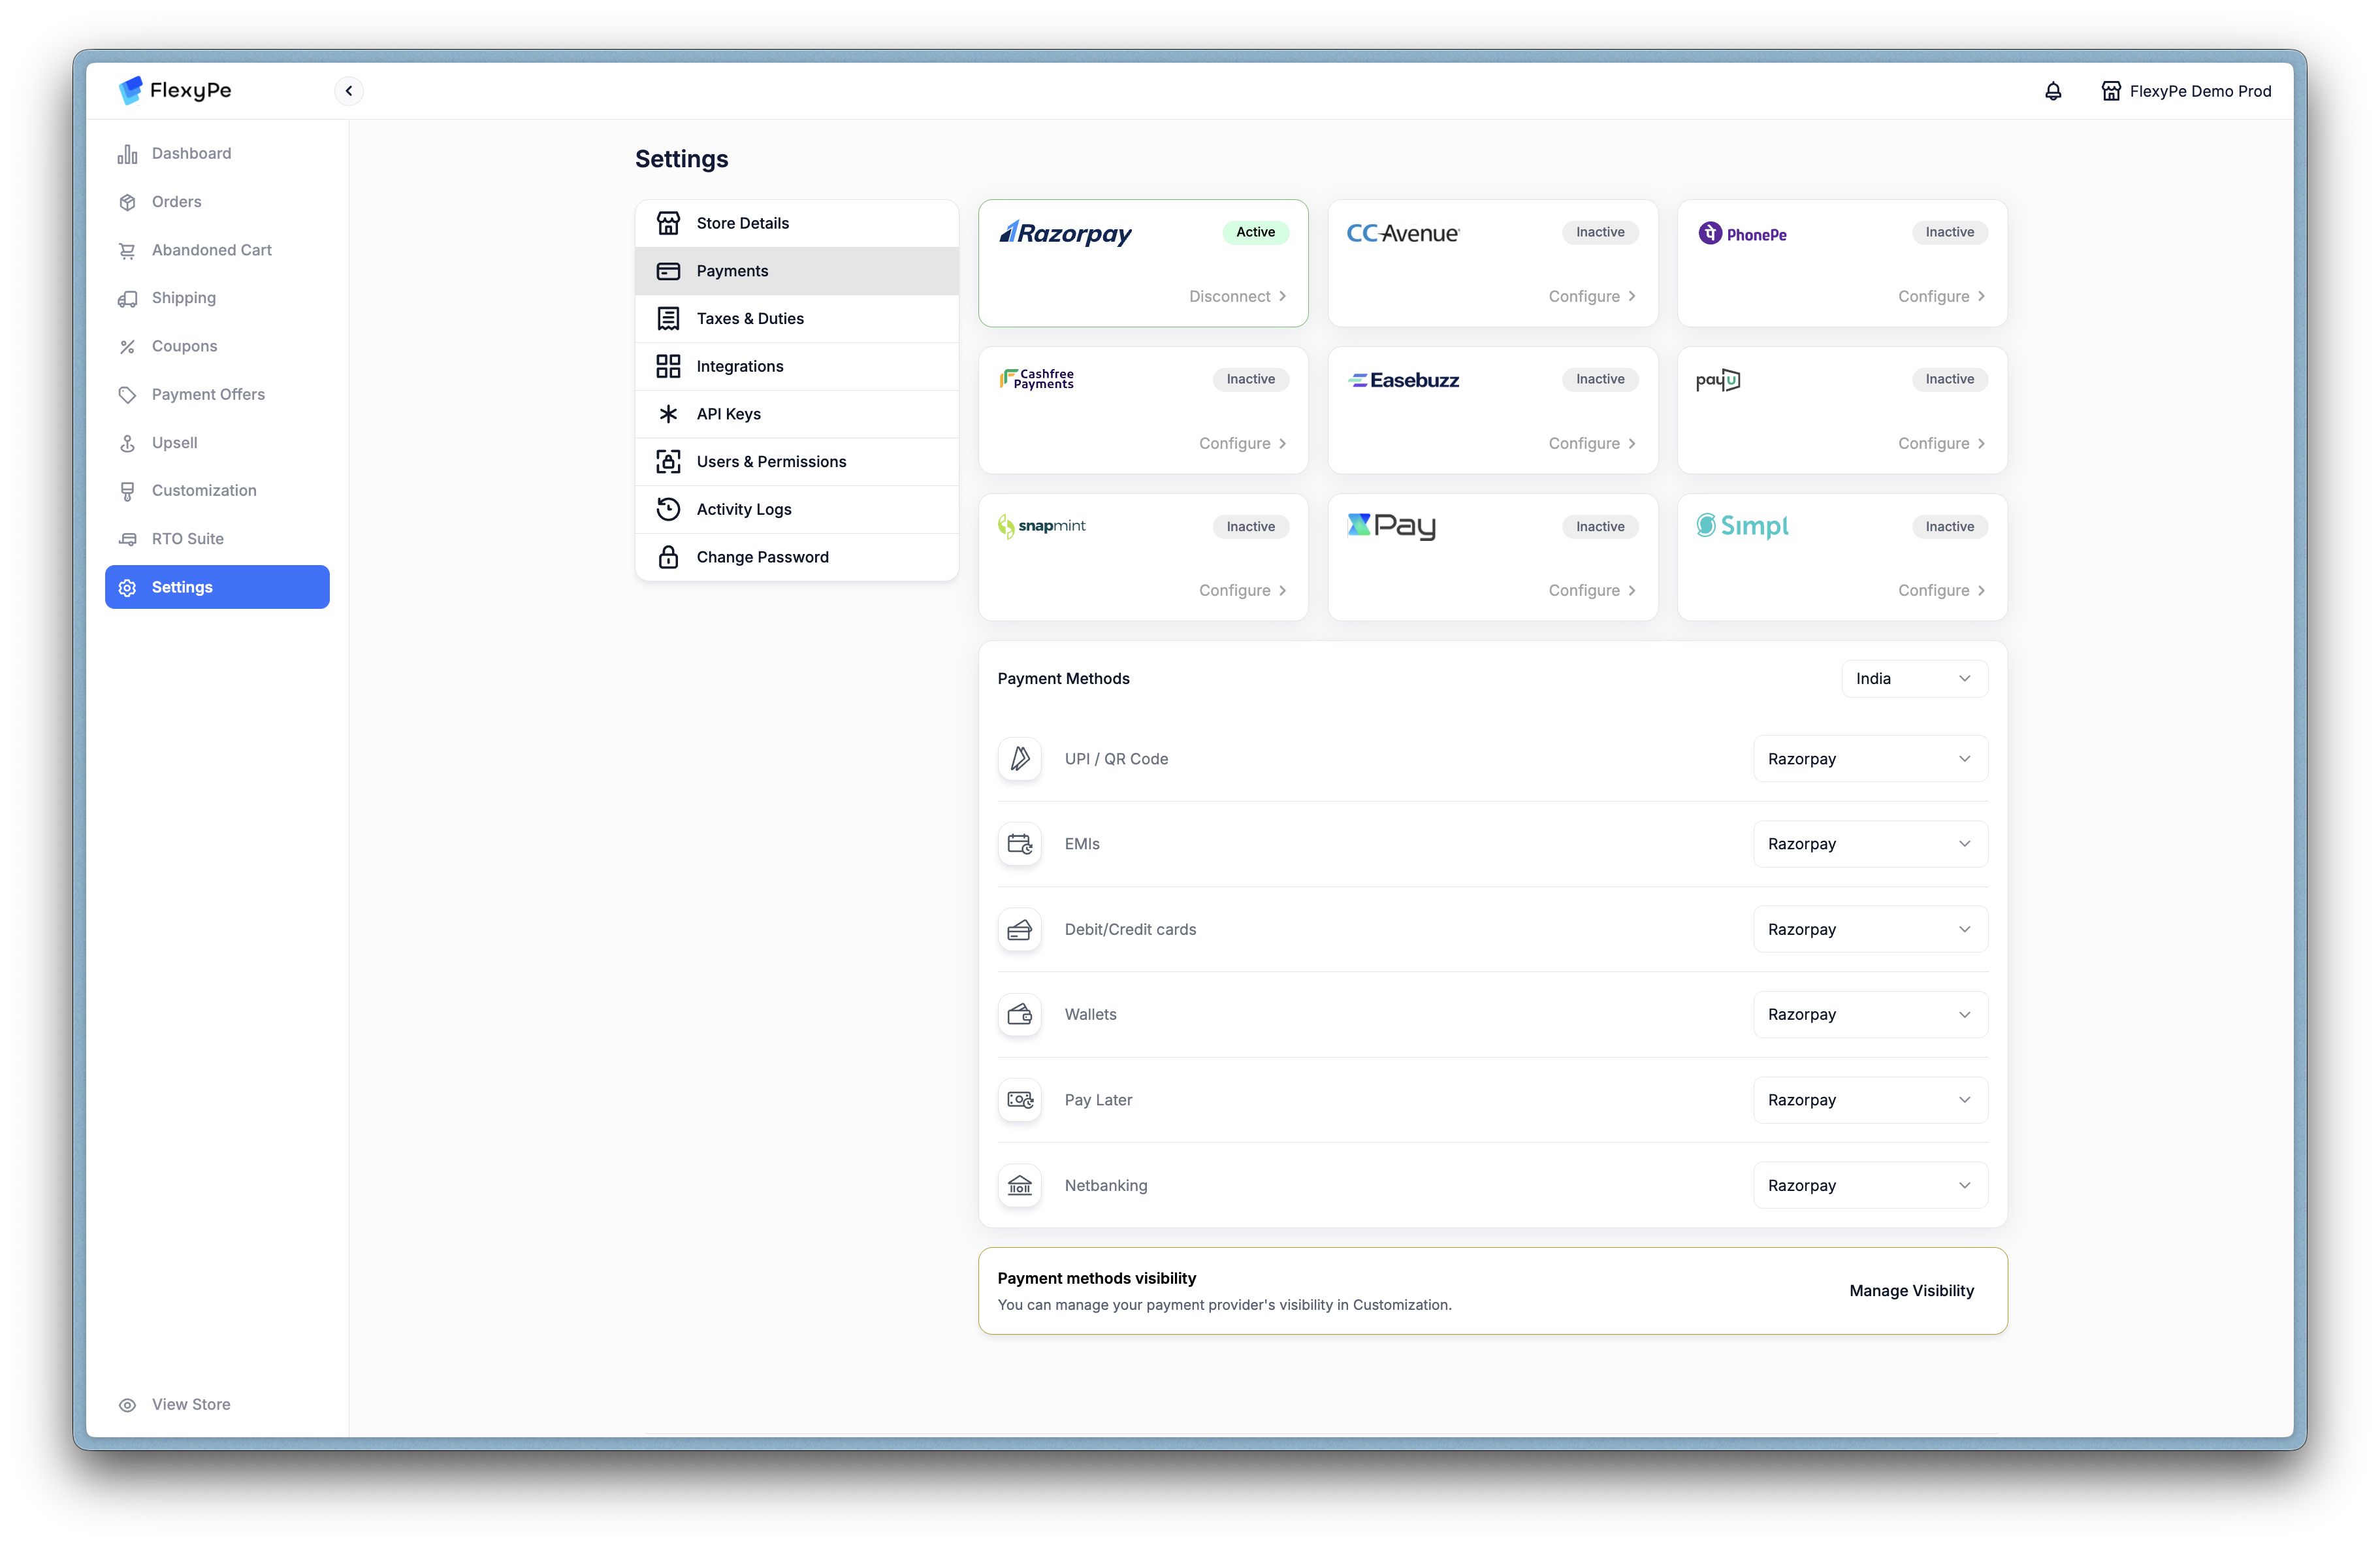 FlexyPe
FlexyPe Demo Prod
Dashboard
Orders
Abandoned Cart
Shipping
Coupons
Payment Offers
Upsell
Customization
RTO Suite
Settings
View Store
Settings
Store Details
Payments
Taxes & Duties
Integrations
API Keys
Users & Permissions
Activity Logs
Change Password
Razorpay
Active
Disconnect
CCAvenue
Inactive
Configure
PhonePe
Inactive
Configure
Cashfree
Payments
Inactive
Configure
Easebuzz
Inactive
Configure
payU
Inactive
Configure
snapmint
Inactive
Configure
Pay
Inactive
Configure
Simpl
Inactive
Configure
Payment Methods
India
UPI / QR Code
Razorpay
EMIs
Razorpay
Debit/Credit cards
Razorpay
Wallets
Razorpay
Pay Later
Razorpay
Netbanking
Razorpay
Payment methods visibility
You can manage your payment provider's visibility in Customization.
Manage Visibility